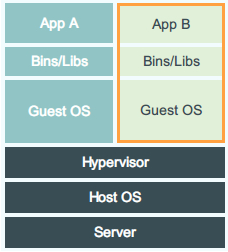 App A
App B
Bins/Libs
Bins/Libs
Guest OS
Guest OS
Hypervisor
Host OS
Server